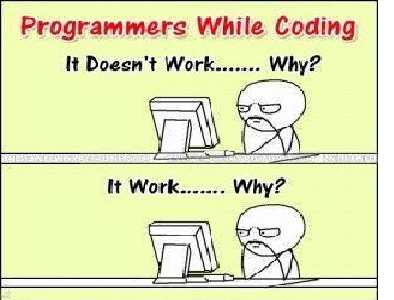 Programmers While Coding
It Doesn't Work....... Why?
It Work....... Why?